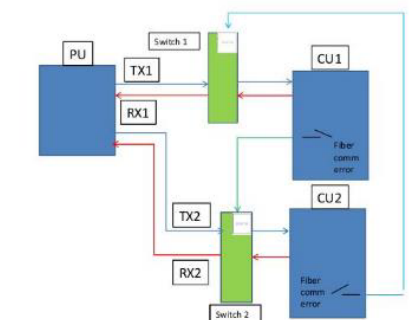 Switch 1
PU
CU1
TX1
RX1
Fiber
comm
error
CU2
TX2
RX2
Fiber
comm
error
Switch 2